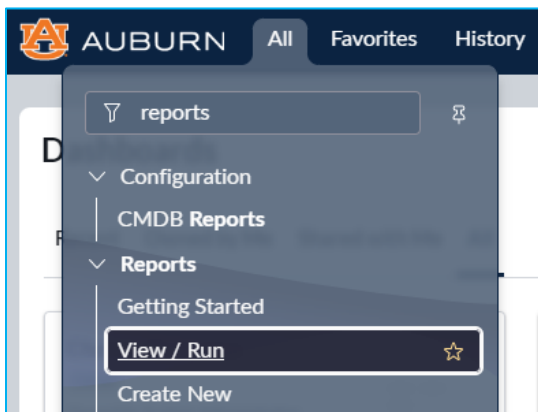 AUBURN All Favorites History
reports
Configuration
CMDB Reports
Reports
Getting Started
View / Run
Create New